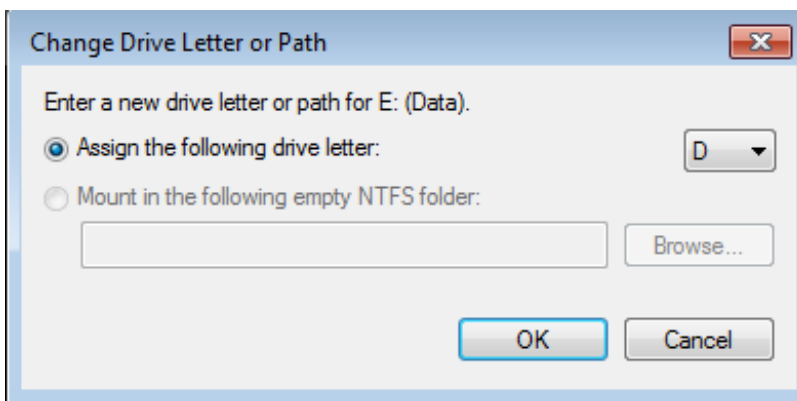 Change Drive Letter or Path
Enter a new drive letter or path for E: (Data).
Assign the following drive letter:
D
Mount in the following empty NTFS folder:
Browse...
OK
Cancel